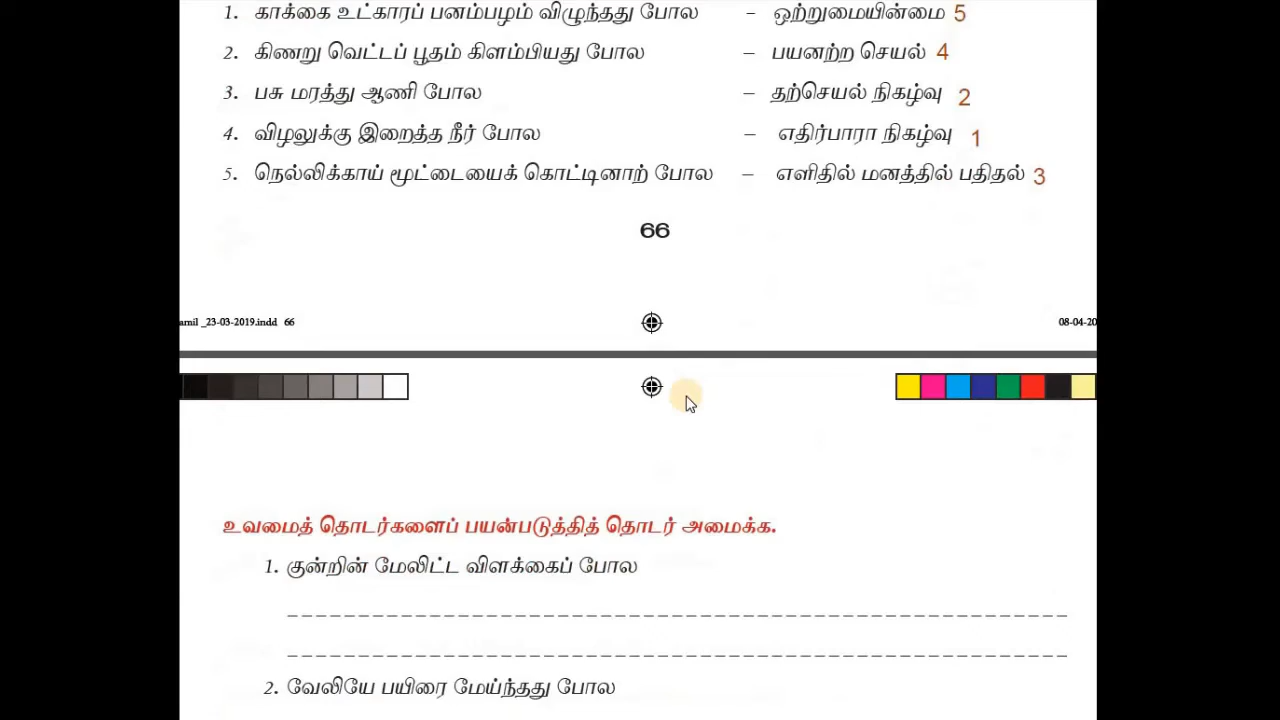 1. காக்கை உட்காரப் பனம்பழம் விழுந்தது போல – ஒற்றுமையின்மை 5
2. கிணறு வெட்டப் பூதம் கிளம்பியது போல – பயனற்ற செயல் 4
3. பசு மரத்து ஆணி போல – தற்செயல் நிகழ்வு 2
4. விழலுக்கு இறைத்த நீர் போல – எதிர்பாரா நிகழ்வு 1
5. நெல்லிக்காய் மூட்டையைக் கொட்டினாற் போல – எளிதில் மனத்தில் பதிதல் 3
66
amil _23-03-2019.indd 66 08-04-20
உவமைத் தொடர்களைப் பயன்படுத்தித் தொடர் அமைக்க.
1. குன்றின் மேலிட்ட விளக்கைப் போல
2. வேலியே பயிரை மேய்ந்தது போல